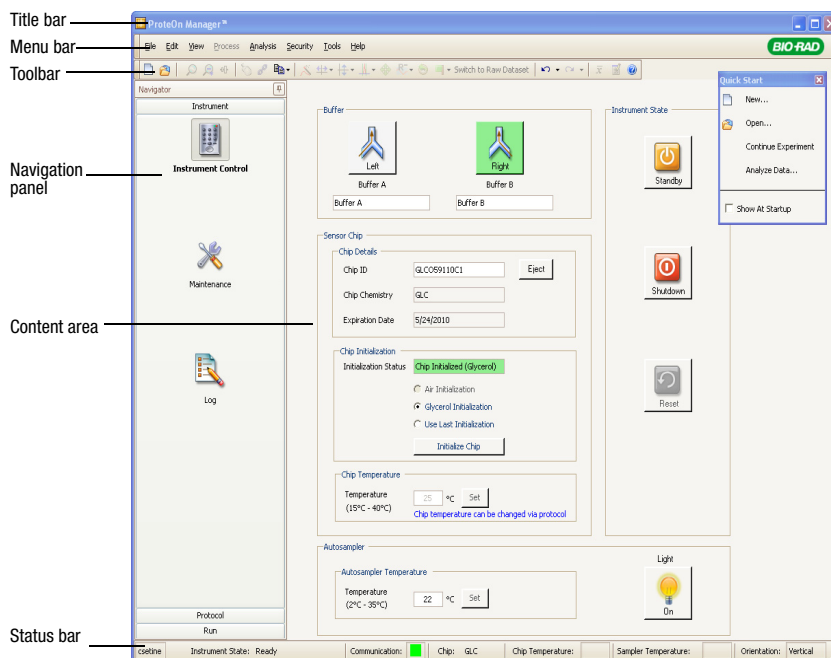 Title bar
Menu bar
Toolbar
Navigation
panel
Content area
Status bar
ProteOn Manager™
File Edit View Process Analysis Security Tools Help
BIO-RAD
Switch to Raw Dataset
Navigator
Instrument
Instrument Control
Maintenance
Log
Protocol
Run
Buffer
Left
Right
Buffer A
Buffer B
Buffer A
Buffer B
Sensor Chip
Chip Details
Chip ID GLC059110C1 Eject
Chip Chemistry GLC
Expiration Date 5/24/2010
Chip Initialization
Initialization Status Chip Initialized (Glycerol)
Air Initialization
Glycerol Initialization
Use Last Initialization
Initialize Chip
Chip Temperature
Temperature
(15°C - 40°C)
25 °C Set
Chip temperature can be changed via protocol
Autosampler
Autosampler Temperature
Temperature
(2°C - 35°C)
22 °C Set
Light
On
Instrument State
Standby
Shutdown
Reset
Quick Start
New...
Open...
Continue Experiment
Analyze Data...
Show At Startup
csetine Instrument State: Ready Communication: Chip: GLC Chip Temperature: Sampler Temperature: Orientation: Vertical